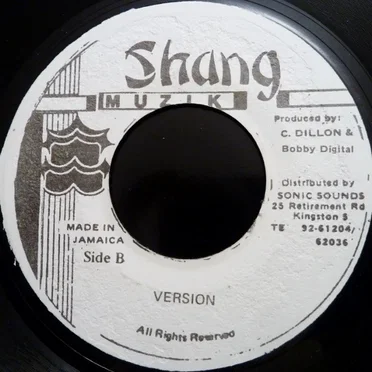 Shang
MUZIK
Produced by:
C. DILLON &
Bobby Digital
Distributed by
SONIC SOUNDS
25 Retirement Rd
Kingston 5
TE 92-61204/
62036
MADE IN
JAMAICA
Side B
VERSION
All Rights Reserved